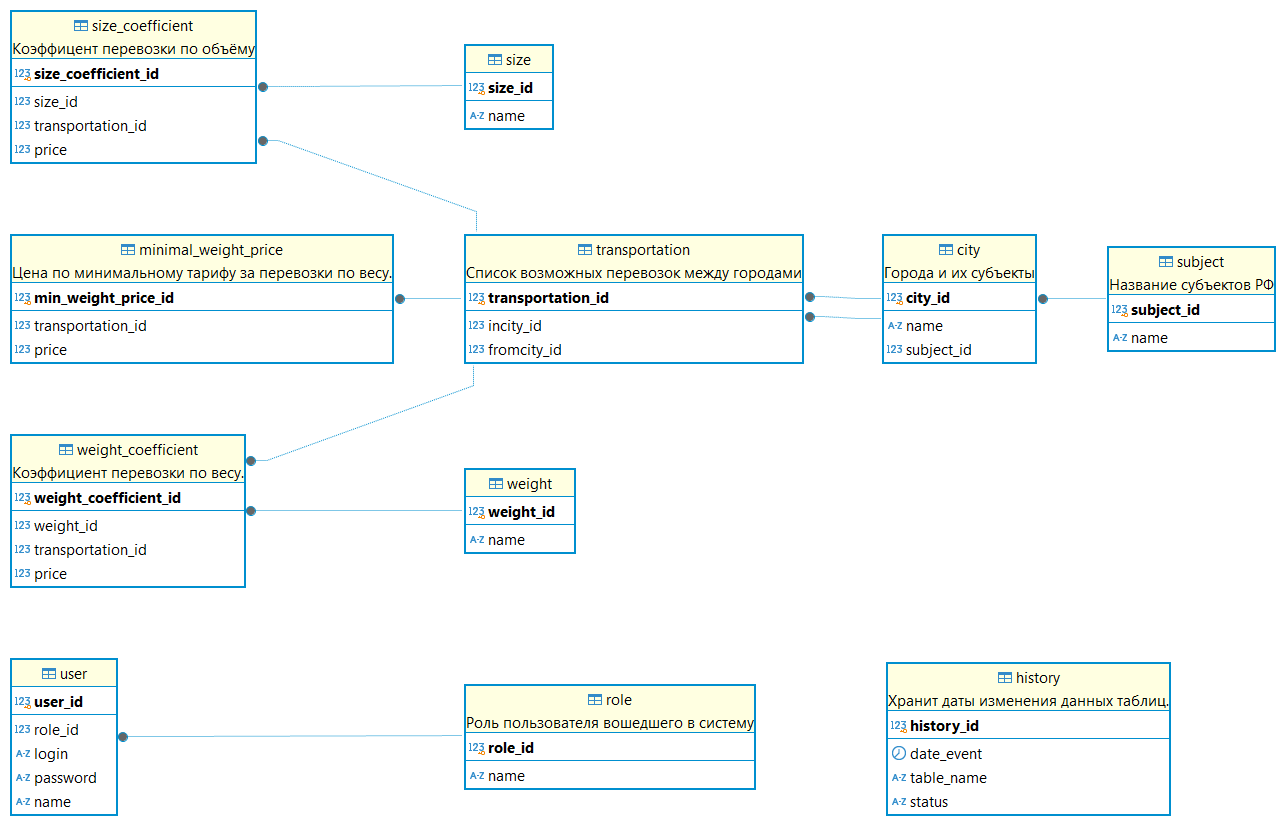 size_coefficient
Коэффицент перевозки по объёму
123 size_coefficient_id
123 size_id
123 transportation_id
123 price
size
123 size_id
A-Z name
minimal_weight_price
Цена по минимальному тарифу за перевозки по весу.
123 min_weight_price_id
123 transportation_id
123 price
transportation
Список возможных перевозок между городами
123 transportation_id
123 incity_id
123 fromcity_id
city
Города и их субъекты
123 city_id
A-Z name
123 subject_id
subject
Название субъектов РФ
123 subject_id
A-Z name
weight_coefficient
Коэффициент перевозки по весу.
123 weight_coefficient_id
123 weight_id
123 transportation_id
123 price
weight
123 weight_id
A-Z name
user
123 user_id
123 role_id
A-Z login
A-Z password
A-Z name
role
Роль пользователя вошедшего в систему
123 role_id
A-Z name
history
Хранит даты изменения данных таблиц.
123 history_id
date_event
A-Z table_name
A-Z status